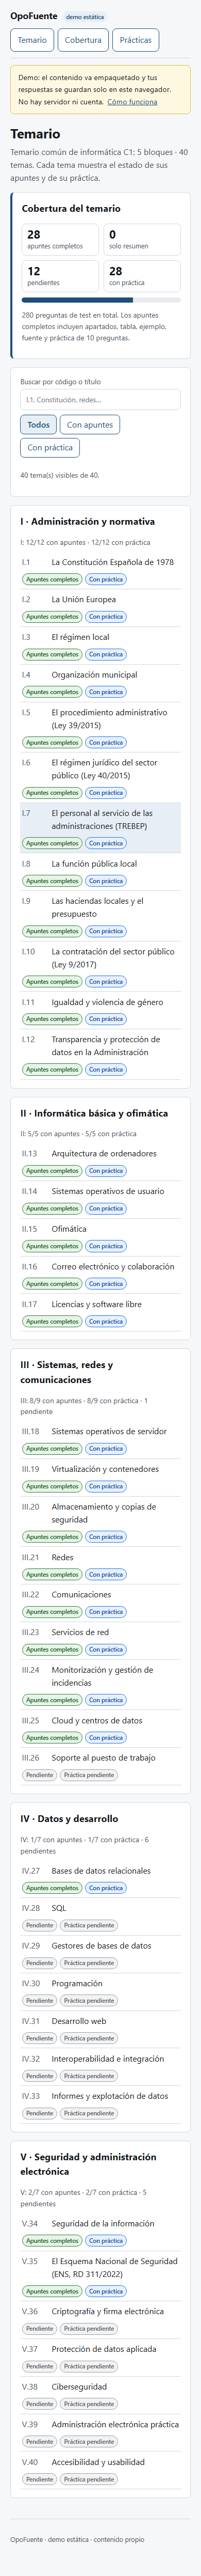 OpoFuente demo estática
Temario Cobertura Prácticas
Demo: el contenido va empaquetado y tus
respuestas se guardan solo en este navegador.
No hay servidor ni cuenta. Cómo funciona
Temario
Temario común de informática C1: 5 bloques · 40
temas. Cada tema muestra el estado de sus
apuntes y de su práctica.
Cobertura del temario
28
apuntes completos
0
solo resumen
12
pendientes
28
con práctica
280 preguntas de test en total. Los apuntes
completos incluyen apartados, tabla, ejemplo,
fuente y práctica de 10 preguntas.
Buscar por código o título
I.1, Constitución, redes…
Todos Con apuntes
Con práctica
40 tema(s) visibles de 40.
I · Administración y normativa
I: 12/12 con apuntes · 12/12 con práctica
I.1 La Constitución Española de 1978
Apuntes completos Con práctica
I.2 La Unión Europea
Apuntes completos Con práctica
I.3 El régimen local
Apuntes completos Con práctica
I.4 Organización municipal
Apuntes completos Con práctica
I.5 El procedimiento administrativo
(Ley 39/2015)
Apuntes completos Con práctica
I.6 El régimen jurídico del sector
público (Ley 40/2015)
Apuntes completos Con práctica
I.7 El personal al servicio de las
administraciones (TREBEP)
Apuntes completos Con práctica
I.8 La función pública local
Apuntes completos Con práctica
I.9 Las haciendas locales y el
presupuesto
Apuntes completos Con práctica
I.10 La contratación del sector público
(Ley 9/2017)
Apuntes completos Con práctica
I.11 Igualdad y violencia de género
Apuntes completos Con práctica
I.12 Transparencia y protección de
datos en la Administración
Apuntes completos Con práctica
II · Informática básica y ofimática
II: 5/5 con apuntes · 5/5 con práctica
II.13 Arquitectura de ordenadores
Apuntes completos Con práctica
II.14 Sistemas operativos de usuario
Apuntes completos Con práctica
II.15 Ofimática
Apuntes completos Con práctica
II.16 Correo electrónico y colaboración
Apuntes completos Con práctica
II.17 Licencias y software libre
Apuntes completos Con práctica
III · Sistemas, redes y
comunicaciones
III: 8/9 con apuntes · 8/9 con práctica · 1
pendiente
III.18 Sistemas operativos de servidor
Apuntes completos Con práctica
III.19 Virtualización y contenedores
Apuntes completos Con práctica
III.20 Almacenamiento y copias de
seguridad
Apuntes completos Con práctica
III.21 Redes
Apuntes completos Con práctica
III.22 Comunicaciones
Apuntes completos Con práctica
III.23 Servicios de red
Apuntes completos Con práctica
III.24 Monitorización y gestión de
incidencias
Apuntes completos Con práctica
III.25 Cloud y centros de datos
Apuntes completos Con práctica
III.26 Soporte al puesto de trabajo
Pendiente Práctica pendiente
IV · Datos y desarrollo
IV: 1/7 con apuntes · 1/7 con práctica · 6
pendientes
IV.27 Bases de datos relacionales
Apuntes completos Con práctica
IV.28 SQL
Pendiente Práctica pendiente
IV.29 Gestores de bases de datos
Pendiente Práctica pendiente
IV.30 Programación
Pendiente Práctica pendiente
IV.31 Desarrollo web
Pendiente Práctica pendiente
IV.32 Interoperabilidad e integración
Pendiente Práctica pendiente
IV.33 Informes y explotación de datos
Pendiente Práctica pendiente
V · Seguridad y administración
electrónica
V: 2/7 con apuntes · 2/7 con práctica · 5
pendientes
V.34 Seguridad de la información
Apuntes completos Con práctica
V.35 El Esquema Nacional de Seguridad
(ENS, RD 311/2022)
Apuntes completos Con práctica
V.36 Criptografía y firma electrónica
Pendiente Práctica pendiente
V.37 Protección de datos aplicada
Pendiente Práctica pendiente
V.38 Ciberseguridad
Pendiente Práctica pendiente
V.39 Administración electrónica práctica
Pendiente Práctica pendiente
V.40 Accesibilidad y usabilidad
Pendiente Práctica pendiente
OpoFuente · demo estática · contenido propio